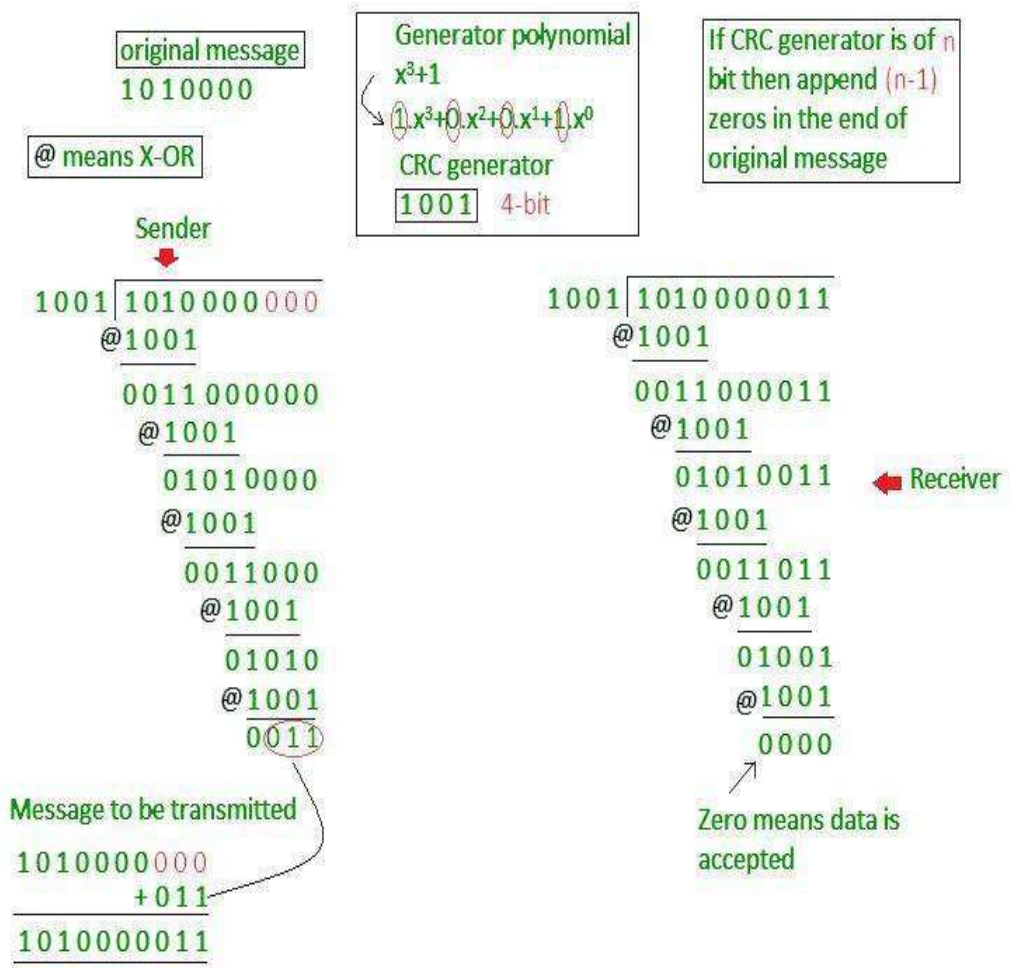 original message
1010000
@ means X-OR
Generator polynomial
x³+1
1.x³+0.x²+0.x¹+1.x⁰
CRC generator
1001 4-bit
If CRC generator is of n
bit then append (n-1)
zeros in the end of
original message
Sender
1001 1010000000
@1001
0011000000
@1001
01010000
@1001
0011000
@1001
01010
@1001
0011
Message to be transmitted
1010000000
+011
1010000011
1001 1010000011
@1001
0011000011
@1001
01010011
Receiver
@1001
0011011
@1001
01001
@1001
0000
Zero means data is
accepted